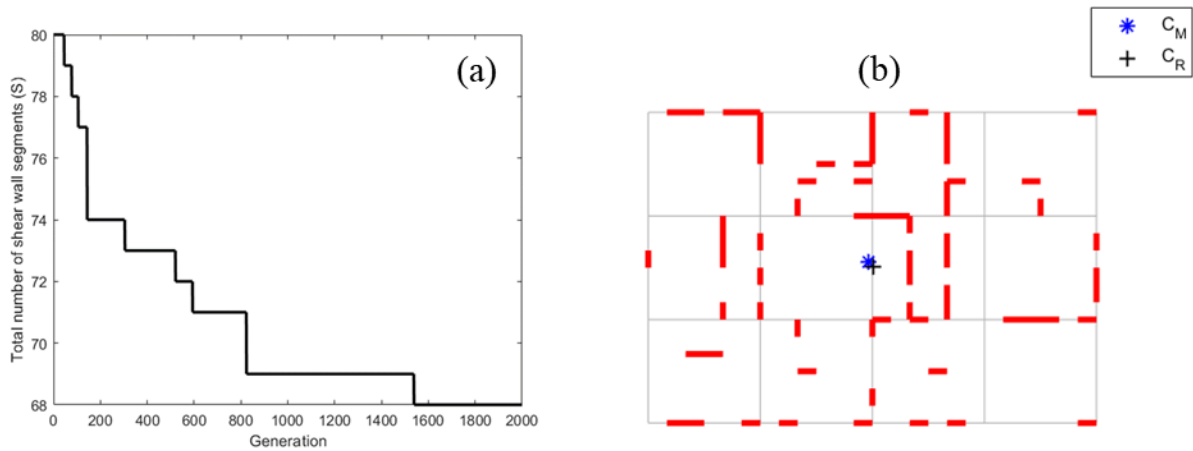 (a)
Total number of shear wall segments (S)
80
78
76
74
72
70
68
0 200 400 600 800 1000 1200 1400 1600 1800 2000
Generation
(b)
C_M
C_R